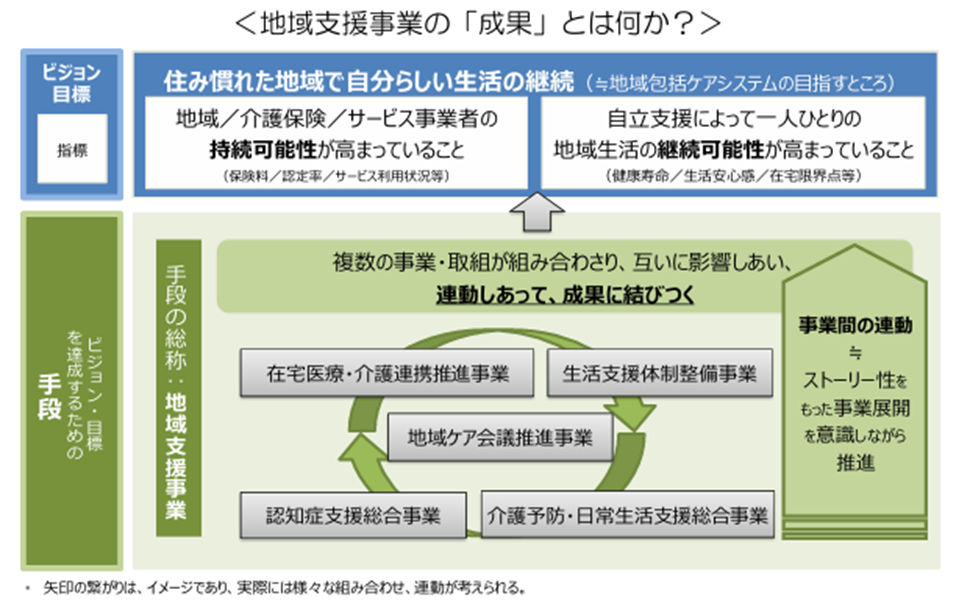 ＜地域支援事業の「成果」とは何か？＞
ビジョン
目標
指標
住み慣れた地域で自分らしい生活の継続（≒地域包括ケアシステムの目指すところ）
地域／介護保険／サービス事業者の
持続可能性が高まっていること
（保険料／認定率／サービス利用状況等）
自立支援によって一人ひとりの
地域生活の継続可能性が高まっていること
（健康寿命／生活安心感／在宅限界点等）
ビジョン・目標
を達成するための
手段
手段の総称：地域支援事業
複数の事業・取組が組み合わさり、互いに影響しあい、
連動しあって、成果に結びつく
在宅医療・介護連携推進事業
生活支援体制整備事業
地域ケア会議推進事業
認知症支援総合事業
介護予防・日常生活支援総合事業
事業間の連動
≒
ストーリー性を
もった事業展開
を意識しながら
推進
・ 矢印の繋がりは、イメージであり、実際には様々な組み合わせ、連動が考えられる。